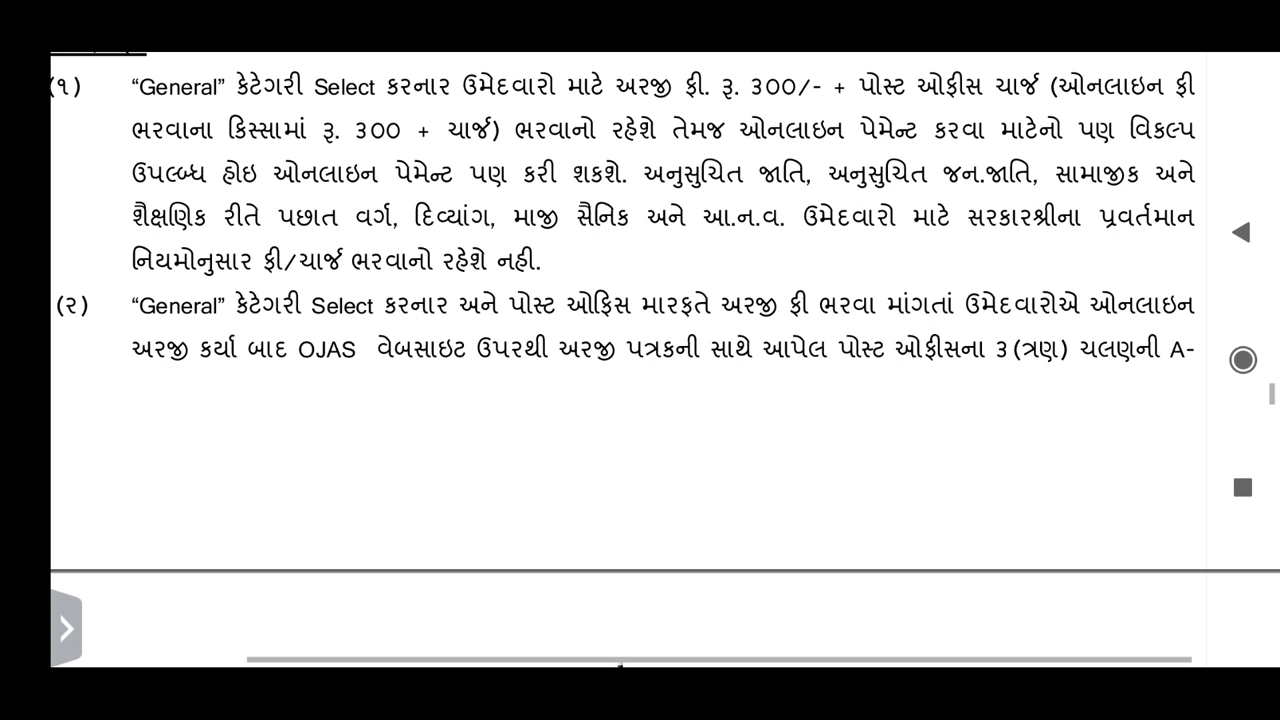 (૧) “General” કેટેગરી Select કરનાર ઉમેદવારો માટે અરજી ફી. રૂ. ૩૦૦/- + પોસ્ટ ઓફીસ ચાર્જ (ઓનલાઇન ફી
ભરવાના કિસ્સામાં રૂ. ૩૦૦ + ચાર્જ) ભરવાનો રહેશે તેમજ ઓનલાઇન પેમેન્ટ કરવા માટેનો પણ વિકલ્પ
ઉપલ્બ્ધ હોઇ ઓનલાઇન પેમેન્ટ પણ કરી શકશે. અનુસુચિત જાતિ, અનુસુચિત જન.જાતિ, સામાજીક અને
શૈક્ષણિક રીતે પછાત વર્ગ, દિવ્યાંગ, માજી સૈનિક અને આ.ન.વ. ઉમેદવારો માટે સરકારશ્રીના પ્રવર્તમાન
નિયમોનુસાર ફી/ચાર્જ ભરવાનો રહેશે નહી.
(૨) “General” કેટેગરી Select કરનાર અને પોસ્ટ ઓફિસ મારફતે અરજી ફી ભરવા માંગતાં ઉમેદવારોએ ઓનલાઇન
અરજી કર્યા બાદ OJAS વેબસાઇટ ઉપરથી અરજી પત્રકની સાથે આપેલ પોસ્ટ ઓફીસના ૩(ત્રણ) ચલણની A-